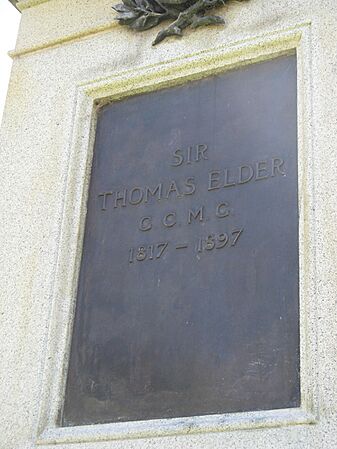 SIR
THOMAS ELDER
G.C.M.G.
1817 – 1897